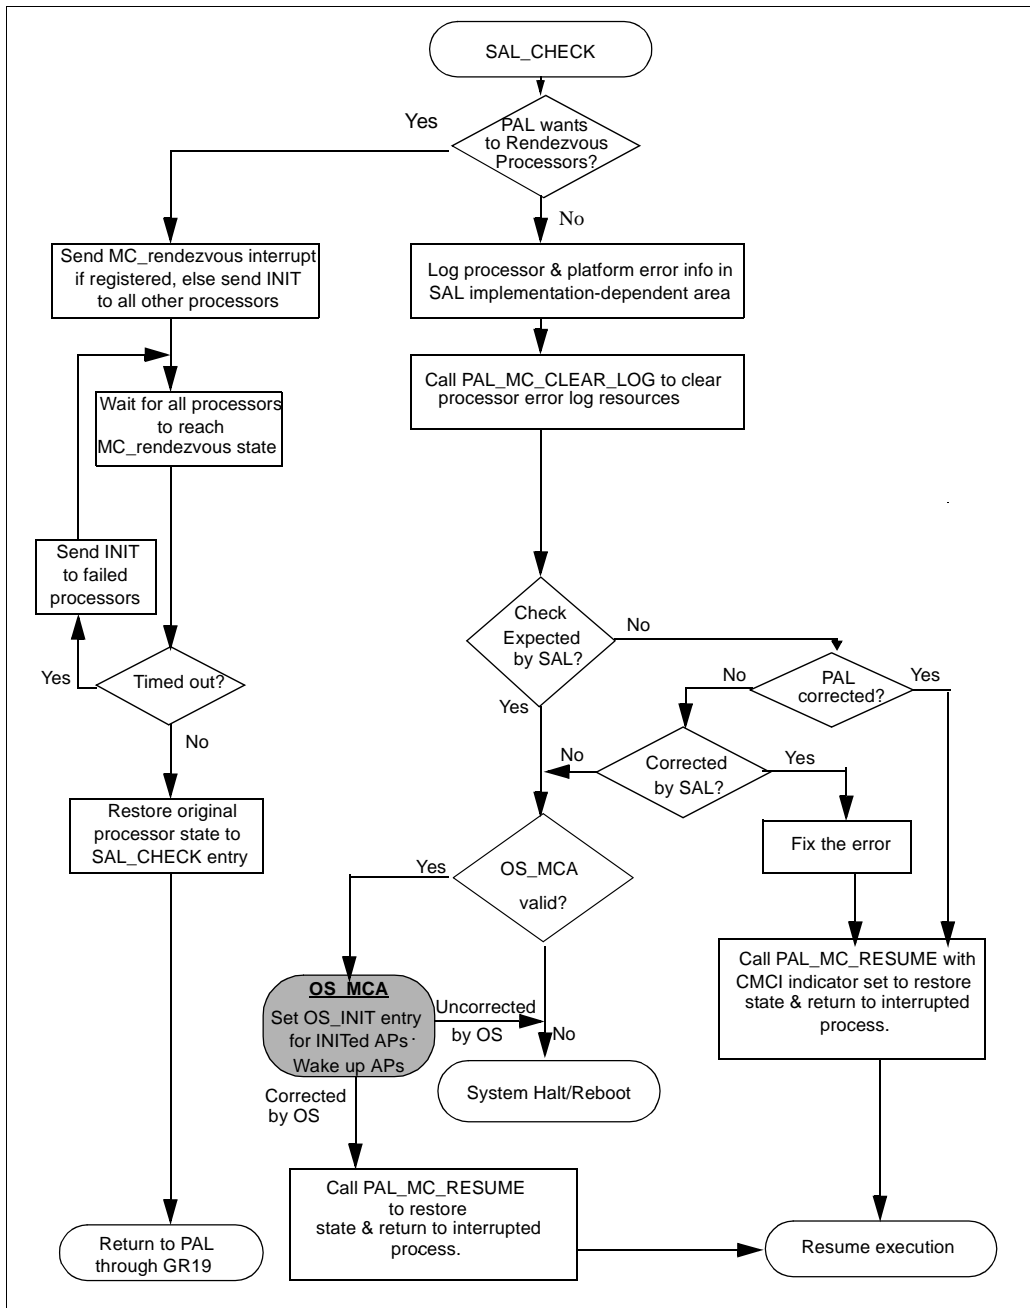 SAL_CHECK
PAL wants
to Rendezvous
Processors?
Yes
No
Send MC_rendezvous interrupt
if registered, else send INIT
to all other processors
Log processor & platform error info in
SAL implementation-dependent area
Call PAL_MC_CLEAR_LOG to clear
processor error log resources
Wait for all processors
to reach
MC_rendezvous state
Send INIT
to failed
processors
Yes
Timed out?
No
Check
Expected
by SAL?
No
Yes
PAL
corrected?
No
Yes
Corrected
by SAL?
No
Yes
Restore original
processor state to
SAL_CHECK entry
Fix the error
OS_MCA
valid?
Yes
No
OS_MCA
Set OS_INIT entry
for INITed APs
Wake up APs
Uncorrected
by OS
Corrected
by OS
Call PAL_MC_RESUME with
CMCI indicator set to restore
state & return to interrupted
process.
System Halt/Reboot
Call PAL_MC_RESUME
to restore
state & return to interrupted
process.
Return to PAL
through GR19
Resume execution